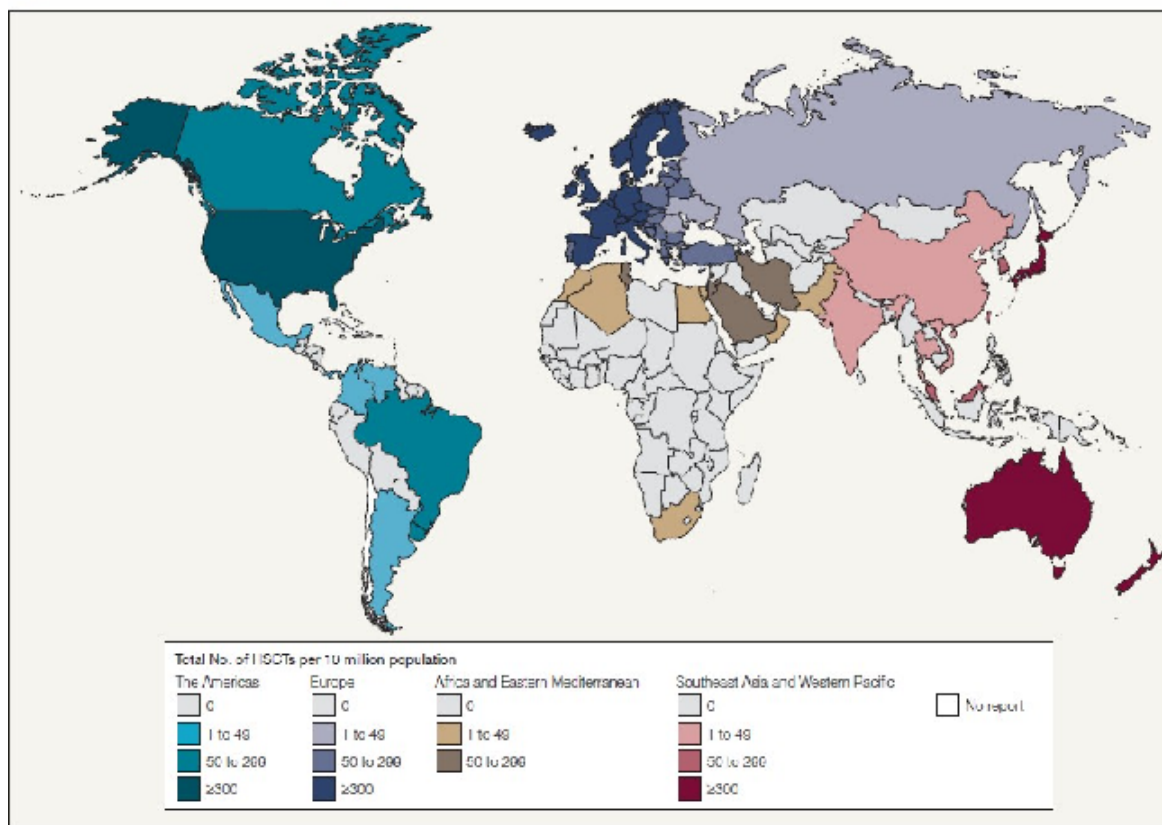 Total No. of HSCTs per 10 million population
The Americas
0
1 to 49
50 to 299
≥300
Europe
0
1 to 49
50 to 299
≥300
Africa and Eastern Mediterranean
0
1 to 49
50 to 299
Southeast Asia and Western Pacific
0
1 to 49
50 to 299
≥300
No report